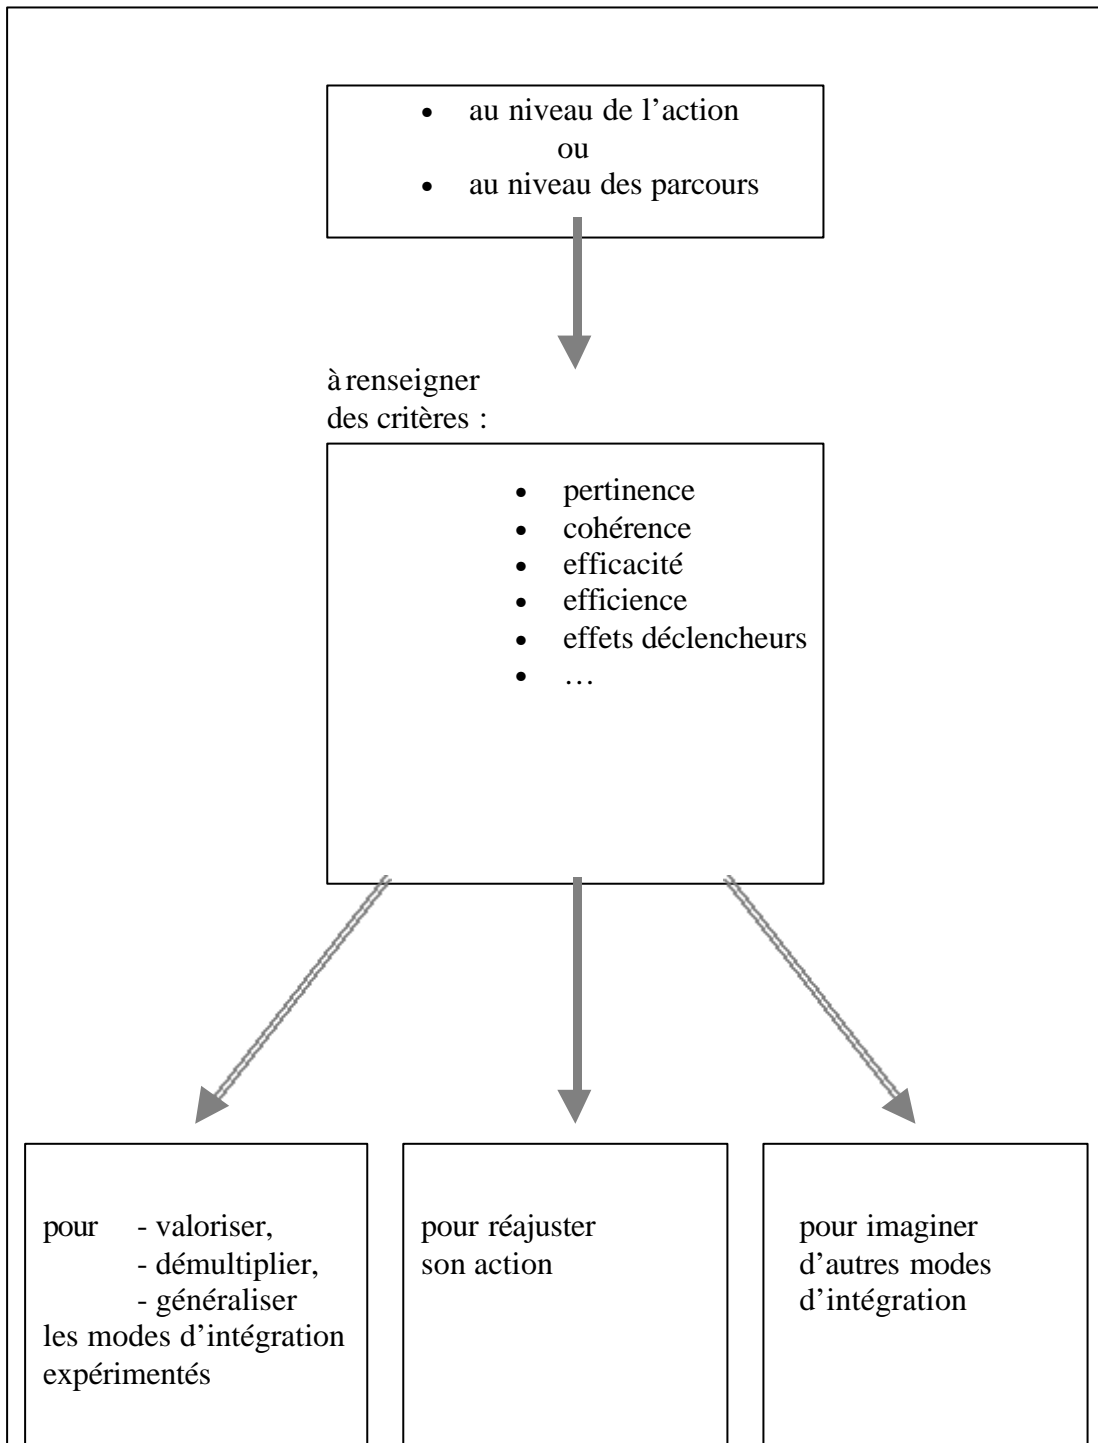 • au niveau de l’action
ou
• au niveau des parcours
à renseigner
des critères :
• pertinence
• cohérence
• efficacité
• efficience
• effets déclencheurs
• …
pour - valoriser,
- démultiplier,
- généraliser
les modes d’intégration
expérimentés
pour réajuster
son action
pour imaginer
d’autres modes
d’intégration